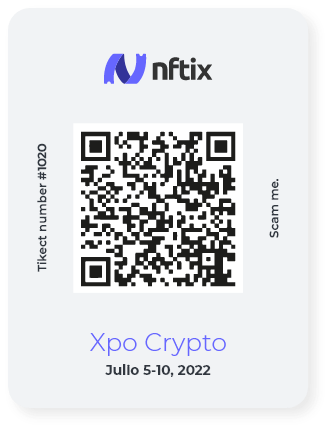 nftix
Tikect number #1020
Scam me.
Xpo Crypto
Julio 5-10, 2022